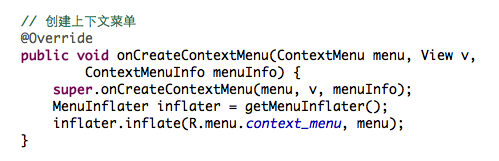 // 创建上下文菜单
@Override
public void onCreateContextMenu(ContextMenu menu, View v,
        ContextMenuInfo menuInfo) {
    super.onCreateContextMenu(menu, v, menuInfo);
    MenuInflater inflater = getMenuInflater();
    inflater.inflate(R.menu.context_menu, menu);
}